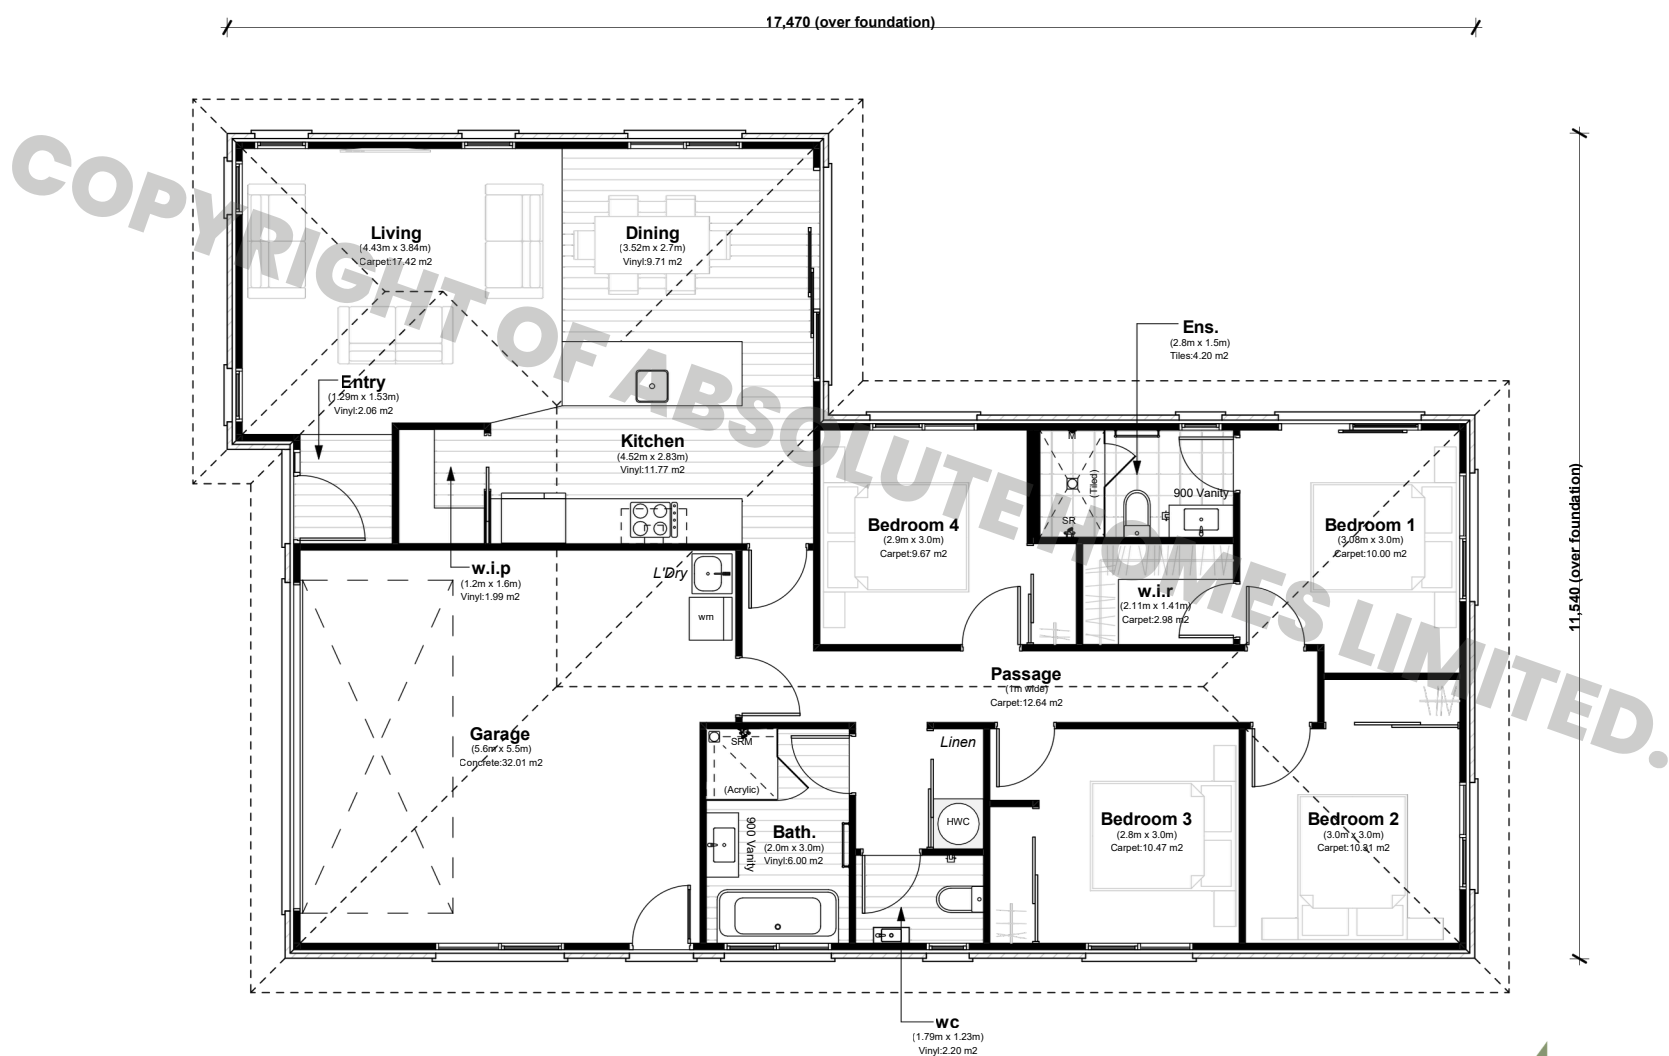 17,470 (over foundation)
COPYRIGHT OF ABSOLUTE HOMES LIMITED.
Living
(4.43m x 3.84m)
Carpet:17.42 m2
Dining
(3.52m x 2.7m)
Vinyl:9.71 m2
Ens.
(2.8m x 1.5m)
Tiles:4.20 m2
Entry
(1.29m x 1.53m)
Vinyl:2.06 m2
Kitchen
(4.52m x 2.83m)
Vinyl:11.77 m2
M
(Tiled)
SR
900 Vanity
Bedroom 4
(2.9m x 3.0m)
Carpet:9.67 m2
Bedroom 1
(3.08m x 3.0m)
Carpet:10.00 m2
11,540 (over foundation)
w.i.p
(1.2m x 1.6m)
Vinyl:1.99 m2
L'Dry
wm
w.i.r
(2.11m x 1.41m)
Carpet:2.98 m2
Passage
(1m wide)
Carpet:12.64 m2
Garage
(5.6m x 5.5m)
Concrete:32.01 m2
SRM
(Acrylic)
Linen
HWC
900 Vanity
Bath.
(2.0m x 3.0m)
Vinyl:6.00 m2
Bedroom 3
(2.8m x 3.0m)
Carpet:10.47 m2
Bedroom 2
(3.0m x 3.0m)
Carpet:10.31 m2
wc
(1.79m x 1.23m)
Vinyl:2.20 m2